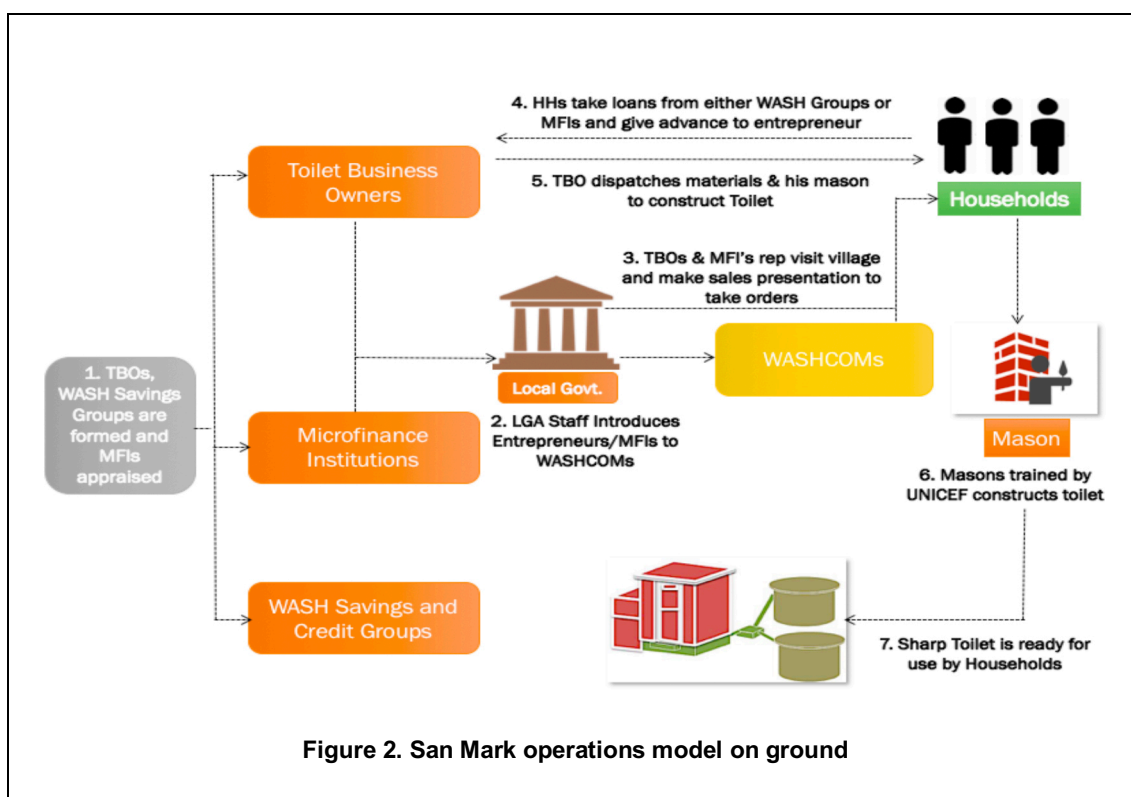 4. HHs take loans from either WASH Groups or
MFIs and give advance to entrepreneur
Toilet Business
Owners
5. TBO dispatches materials & his mason
to construct Toilet
Households
3. TBOs & MFI's rep visit village
and make sales presentation to
take orders
1. TBOs,
WASH Savings
Groups are
formed and
MFIs
appraised
Local Govt.
WASHCOMs
2. LGA Staff Introduces
Entrepreneurs/MFIs to
WASHCOMs
Microfinance
Institutions
Mason
6. Masons trained by
UNICEF constructs toilet
WASH Savings and
Credit Groups
7. Sharp Toilet is ready for
use by Households
Figure 2. San Mark operations model on ground